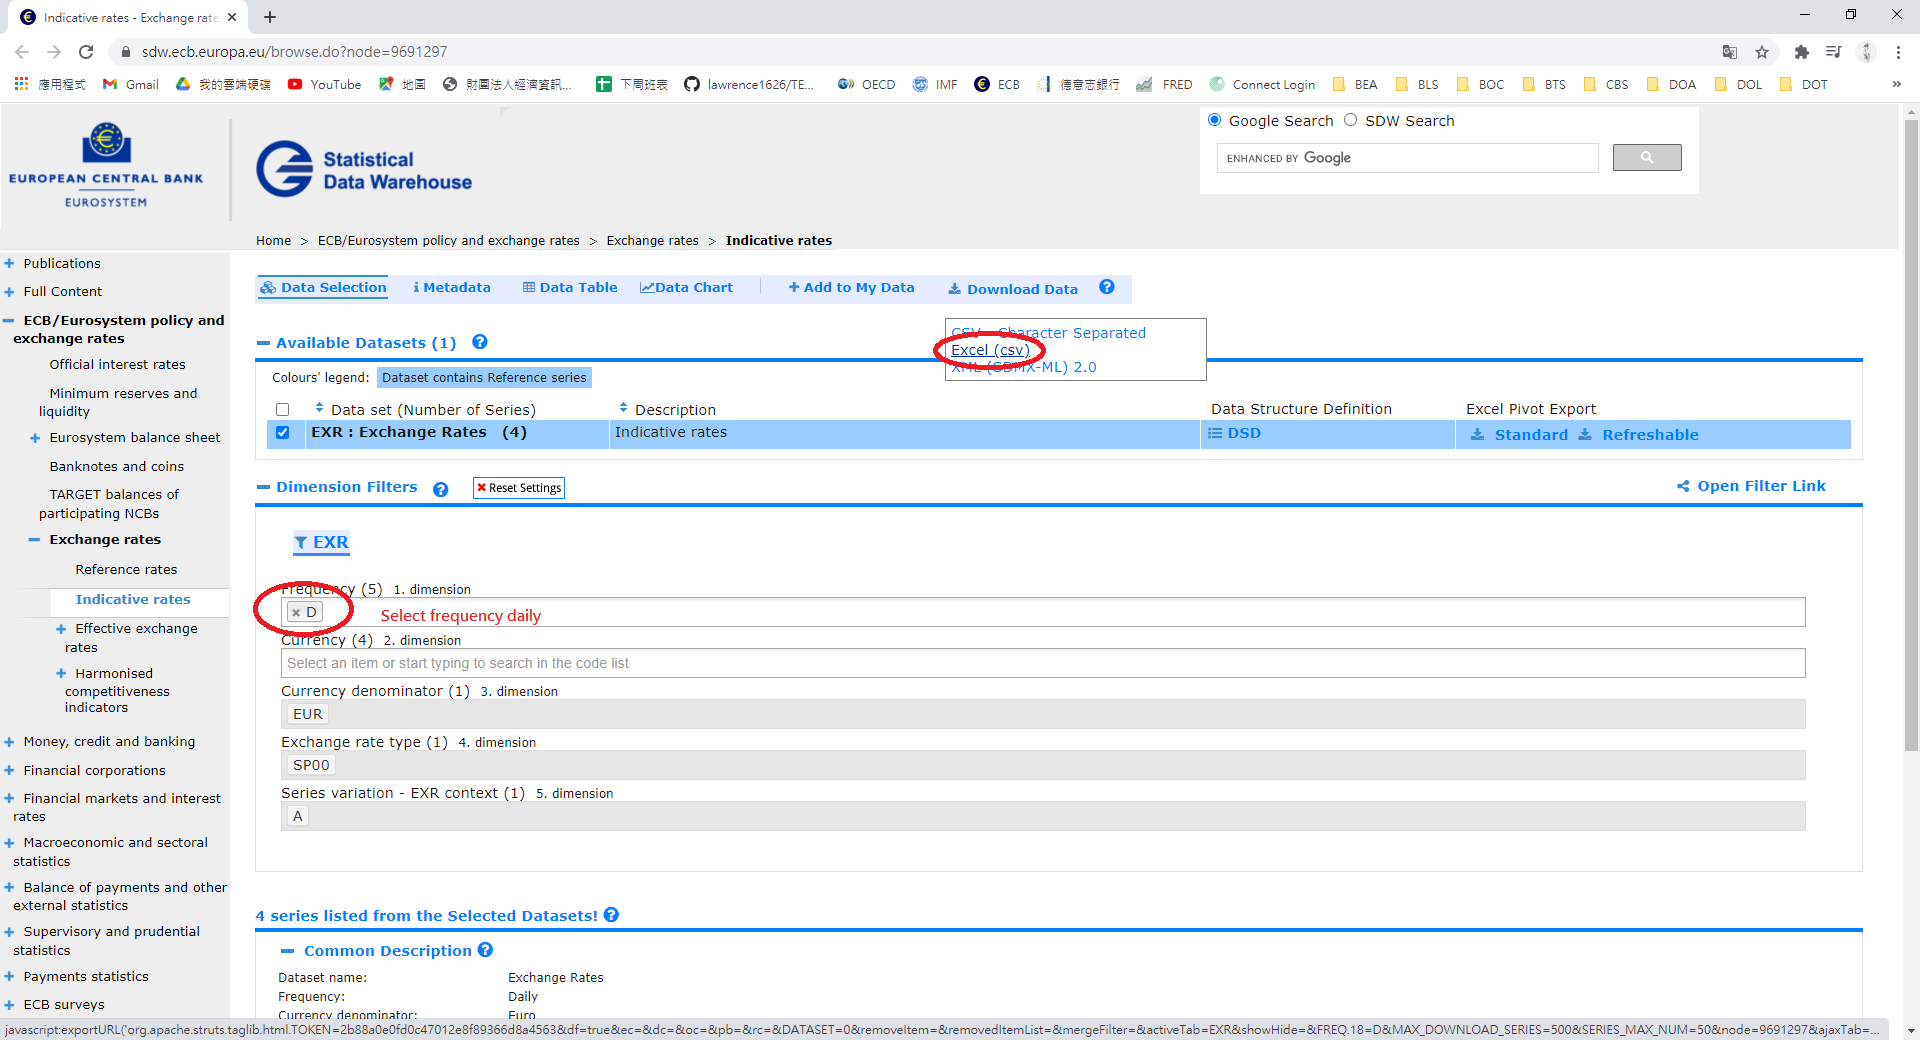 Indicative rates - Exchange rate
sdw.ecb.europa.eu/browse.do?node=9691297
應用程式 Gmail 我的雲端硬碟 YouTube 地圖 財團法人經濟資訊... 下周班表 lawrence1626/TE... OECD IMF ECB 德意志銀行 FRED Connect Login BEA BLS BOC BTS CBS DOA DOL DOT »
EUROPEAN CENTRAL BANK
EUROSYSTEM
Statistical
Data Warehouse
Google Search SDW Search
ENHANCED BY Google
Home > ECB/Eurosystem policy and exchange rates > Exchange rates > Indicative rates
Publications
Full Content
ECB/Eurosystem policy and
exchange rates
Official interest rates
Minimum reserves and
liquidity
Eurosystem balance sheet
Banknotes and coins
TARGET balances of
participating NCBs
Exchange rates
Reference rates
Indicative rates
Effective exchange
rates
Harmonised
competitiveness
indicators
Money, credit and banking
Financial corporations
Financial markets and interest
rates
Macroeconomic and sectoral
statistics
Balance of payments and other
external statistics
Supervisory and prudential
statistics
Payments statistics
ECB surveys
Data Selection Metadata Data Table Data Chart Add to My Data Download Data
CSV - Character Separated
Excel (csv)
XML (SDMX-ML) 2.0
Available Datasets (1)
Colours' legend: Dataset contains Reference series
Data set (Number of Series) Description Data Structure Definition Excel Pivot Export
EXR : Exchange Rates (4) Indicative rates DSD Standard Refreshable
Dimension Filters Reset Settings Open Filter Link
EXR
Frequency (5) 1. dimension
D Select frequency daily
Currency (4) 2. dimension
Select an item or start typing to search in the code list
Currency denominator (1) 3. dimension
EUR
Exchange rate type (1) 4. dimension
SP00
Series variation - EXR context (1) 5. dimension
A
4 series listed from the Selected Datasets!
Common Description
Dataset name: Exchange Rates
Frequency: Daily
Currency denominator: Euro
javascript:exportURL('org.apache.struts.taglib.html.TOKEN=2b88a0e0fd0c47012e8f89366d8a4563&df=true&ec=&dc=&oc=&pb=&rc=&DATASET=0&removeItem=&removedItemList=&mergeFilter=&activeTab=EXR&showHide=&FREQ.18=D&MAX_DOWNLOAD_SERIES=500&SERIES_MAX_NUM=50&node=9691297&ajaxTab=...